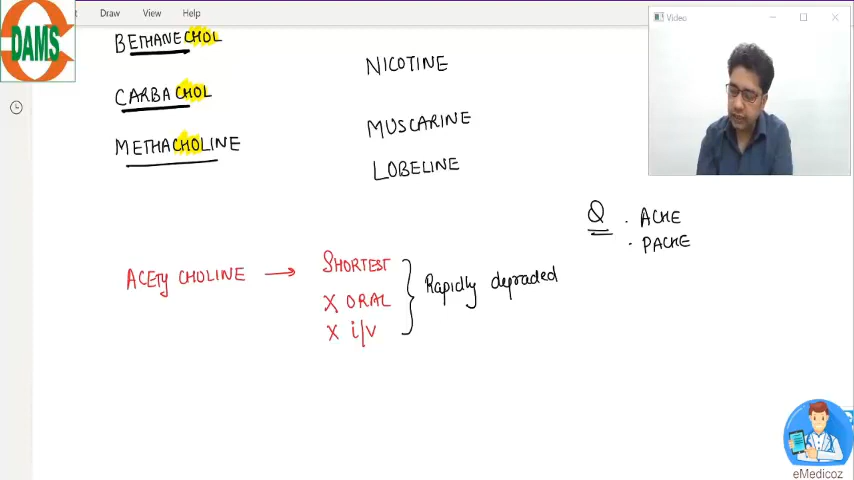 DAMS
Draw View Help
Video
BETHANECHOL
CARBACHOL
METHACHOLINE
NICOTINE
MUSCARINE
LOBELINE
Q . ACHE
. PACHE
ACEty CHOLINE → SHORTEST
X ORAL
X i/v
Rapidly depraded
eMedicoz